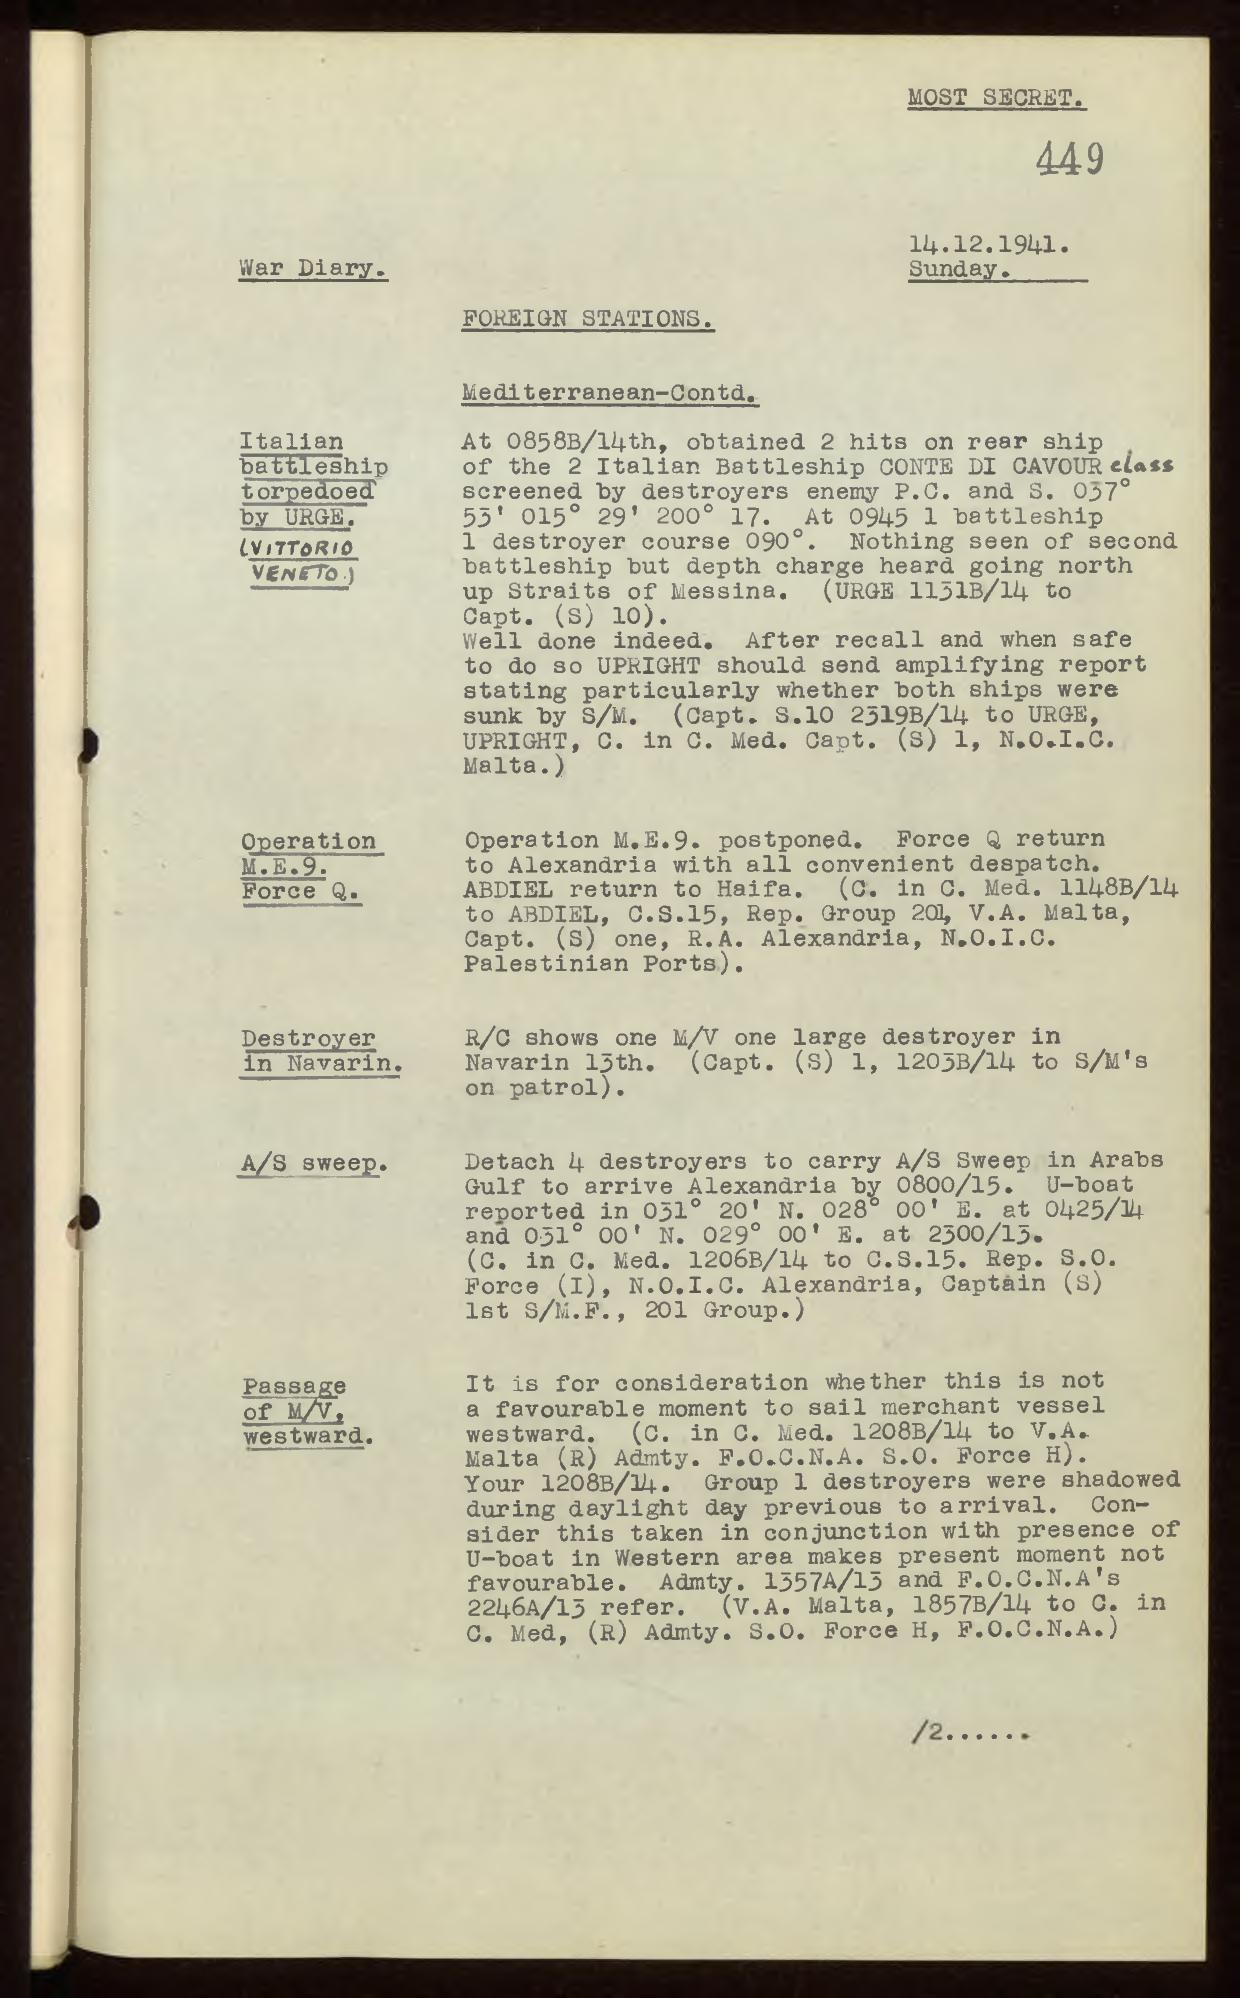 MOST SECRET.
449
14.12.1941.
War Diary.
Sunday.
FOREIGN STATIONS.
Mediterranean-Contd.
Italian
battleship
torpedoed
by URGE.
(VITTORIO
VENETO.)
At 0858B/14th, obtained 2 hits on rear ship
of the 2 Italian Battleship CONTE DI CAVOUR class
screened by destroyers enemy P.C. and S. 037°
53' 015° 29' 200° 17. At 0945 1 battleship
1 destroyer course 090°. Nothing seen of second
battleship but depth charge heard going north
up Straits of Messina. (URGE 1131B/14 to
Capt. (S) 10).
Well done indeed. After recall and when safe
to do so UPRIGHT should send amplifying report
stating particularly whether both ships were
sunk by S/M. (Capt. S.10 2319B/14 to URGE,
UPRIGHT, C. in C. Med. Capt. (S) 1, N.O.I.C.
Malta.)
Operation
M.E.9.
Force Q.
Operation M.E.9. postponed. Force Q return
to Alexandria with all convenient despatch.
ABDIEL return to Haifa. (C. in C. Med. 1148B/14
to ABDIEL, C.S.15, Rep. Group 201, V.A. Malta,
Capt. (S) one, R.A. Alexandria, N.O.I.C.
Palestinian Ports).
Destroyer
in Navarin.
R/C shows one M/V one large destroyer in
Navarin 13th. (Capt. (S) 1, 1203B/14 to S/M's
on patrol).
A/S sweep.
Detach 4 destroyers to carry A/S Sweep in Arabs
Gulf to arrive Alexandria by 0800/15. U-boat
reported in 031° 20' N. 028° 00' E. at 0425/14
and 031° 00' N. 029° 00' E. at 2300/13.
(C. in C. Med. 1206B/14 to C.S.15. Rep. S.O.
Force (I), N.O.I.C. Alexandria, Captain (S)
1st S/M.F., 201 Group.)
Passage
of M/V,
westward.
It is for consideration whether this is not
a favourable moment to sail merchant vessel
westward. (C. in C. Med. 1208B/14 to V.A.
Malta (R) Admty. F.O.C.N.A. S.O. Force H).
Your 1208B/14. Group 1 destroyers were shadowed
during daylight day previous to arrival. Con-
sider this taken in conjunction with presence of
U-boat in Western area makes present moment not
favourable. Admty. 1357A/13 and F.O.C.N.A's
2246A/13 refer. (V.A. Malta, 1857B/14 to C. in
C. Med, (R) Admty. S.O. Force H, F.O.C.N.A.)
/2......